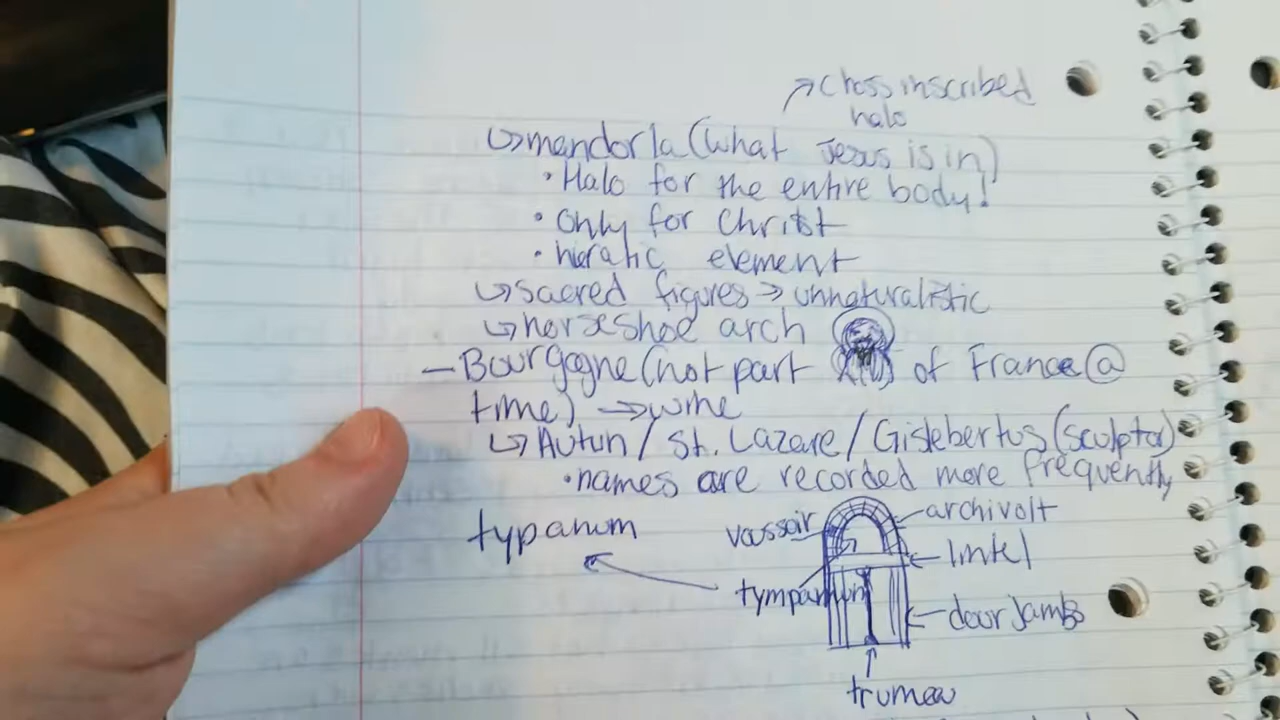 ↗ Cross inscribed
halo
↳ mandorla (what Jesus is in)
• Halo for the entire body!
• Only for Christ
• hieratic element
↳ sacred figures → unnaturalistic
↳ horseshoe arch
— Bourgogne (not part of France @
time) → wine
↳ Autun / St. Lazare / Gislebertus (sculptor)
• names are recorded more frequently
typanum
voussoir
archivolt
lintel
tympanum
door jambs
trumeau